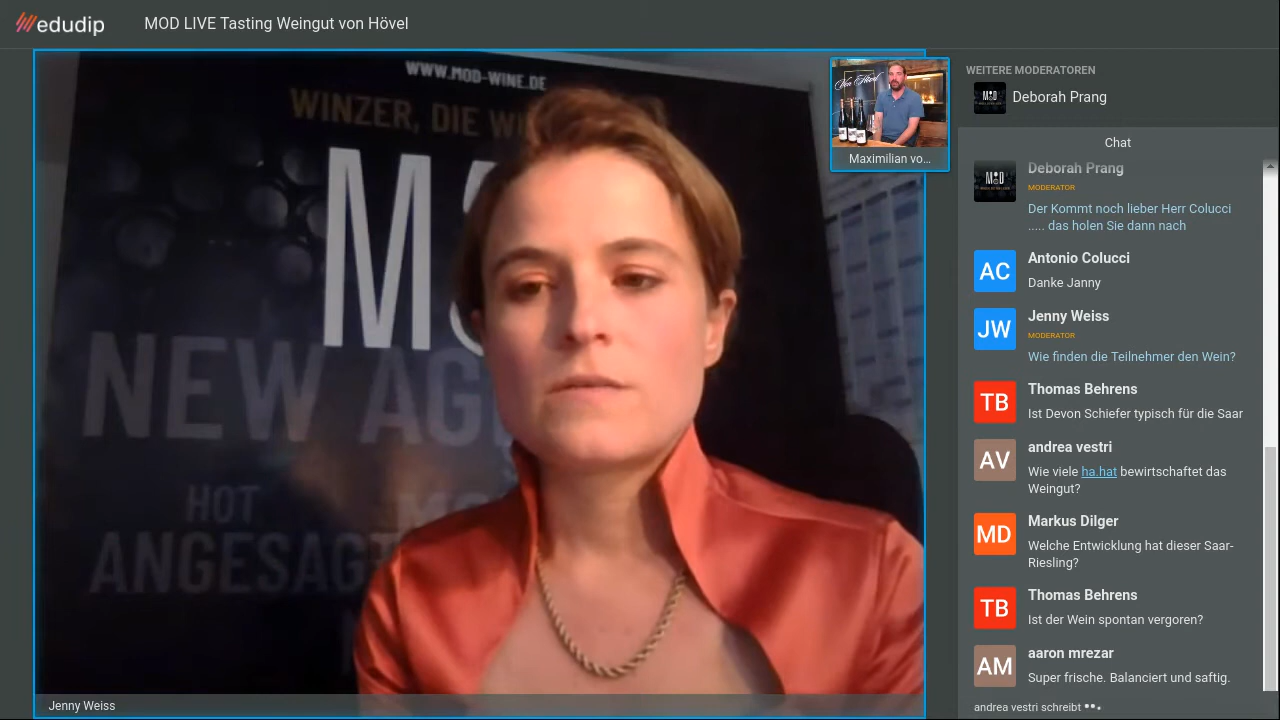 edudip
MOD LIVE Tasting Weingut von Hövel
WWW.MOD-WINE.DE
WINZER, DIE
M
NEW
HOT
ANGESAGT
Jenny Weiss
Von Hövel
Maximilian vo...
WEITERE MODERATOREN
MOD
Deborah Prang
Chat
MOD
Deborah Prang
MODERATOR
Der Kommt noch lieber Herr Colucci
..... das holen Sie dann nach
AC
Antonio Colucci
Danke Janny
JW
Jenny Weiss
MODERATOR
Wie finden die Teilnehmer den Wein?
TB
Thomas Behrens
Ist Devon Schiefer typisch für die Saar
AV
andrea vestri
Wie viele ha.hat bewirtschaftet das
Weingut?
MD
Markus Dilger
Welche Entwicklung hat dieser Saar-
Riesling?
TB
Thomas Behrens
Ist der Wein spontan vergoren?
AM
aaron mrezar
Super frische. Balanciert und saftig.
andrea vestri schreibt